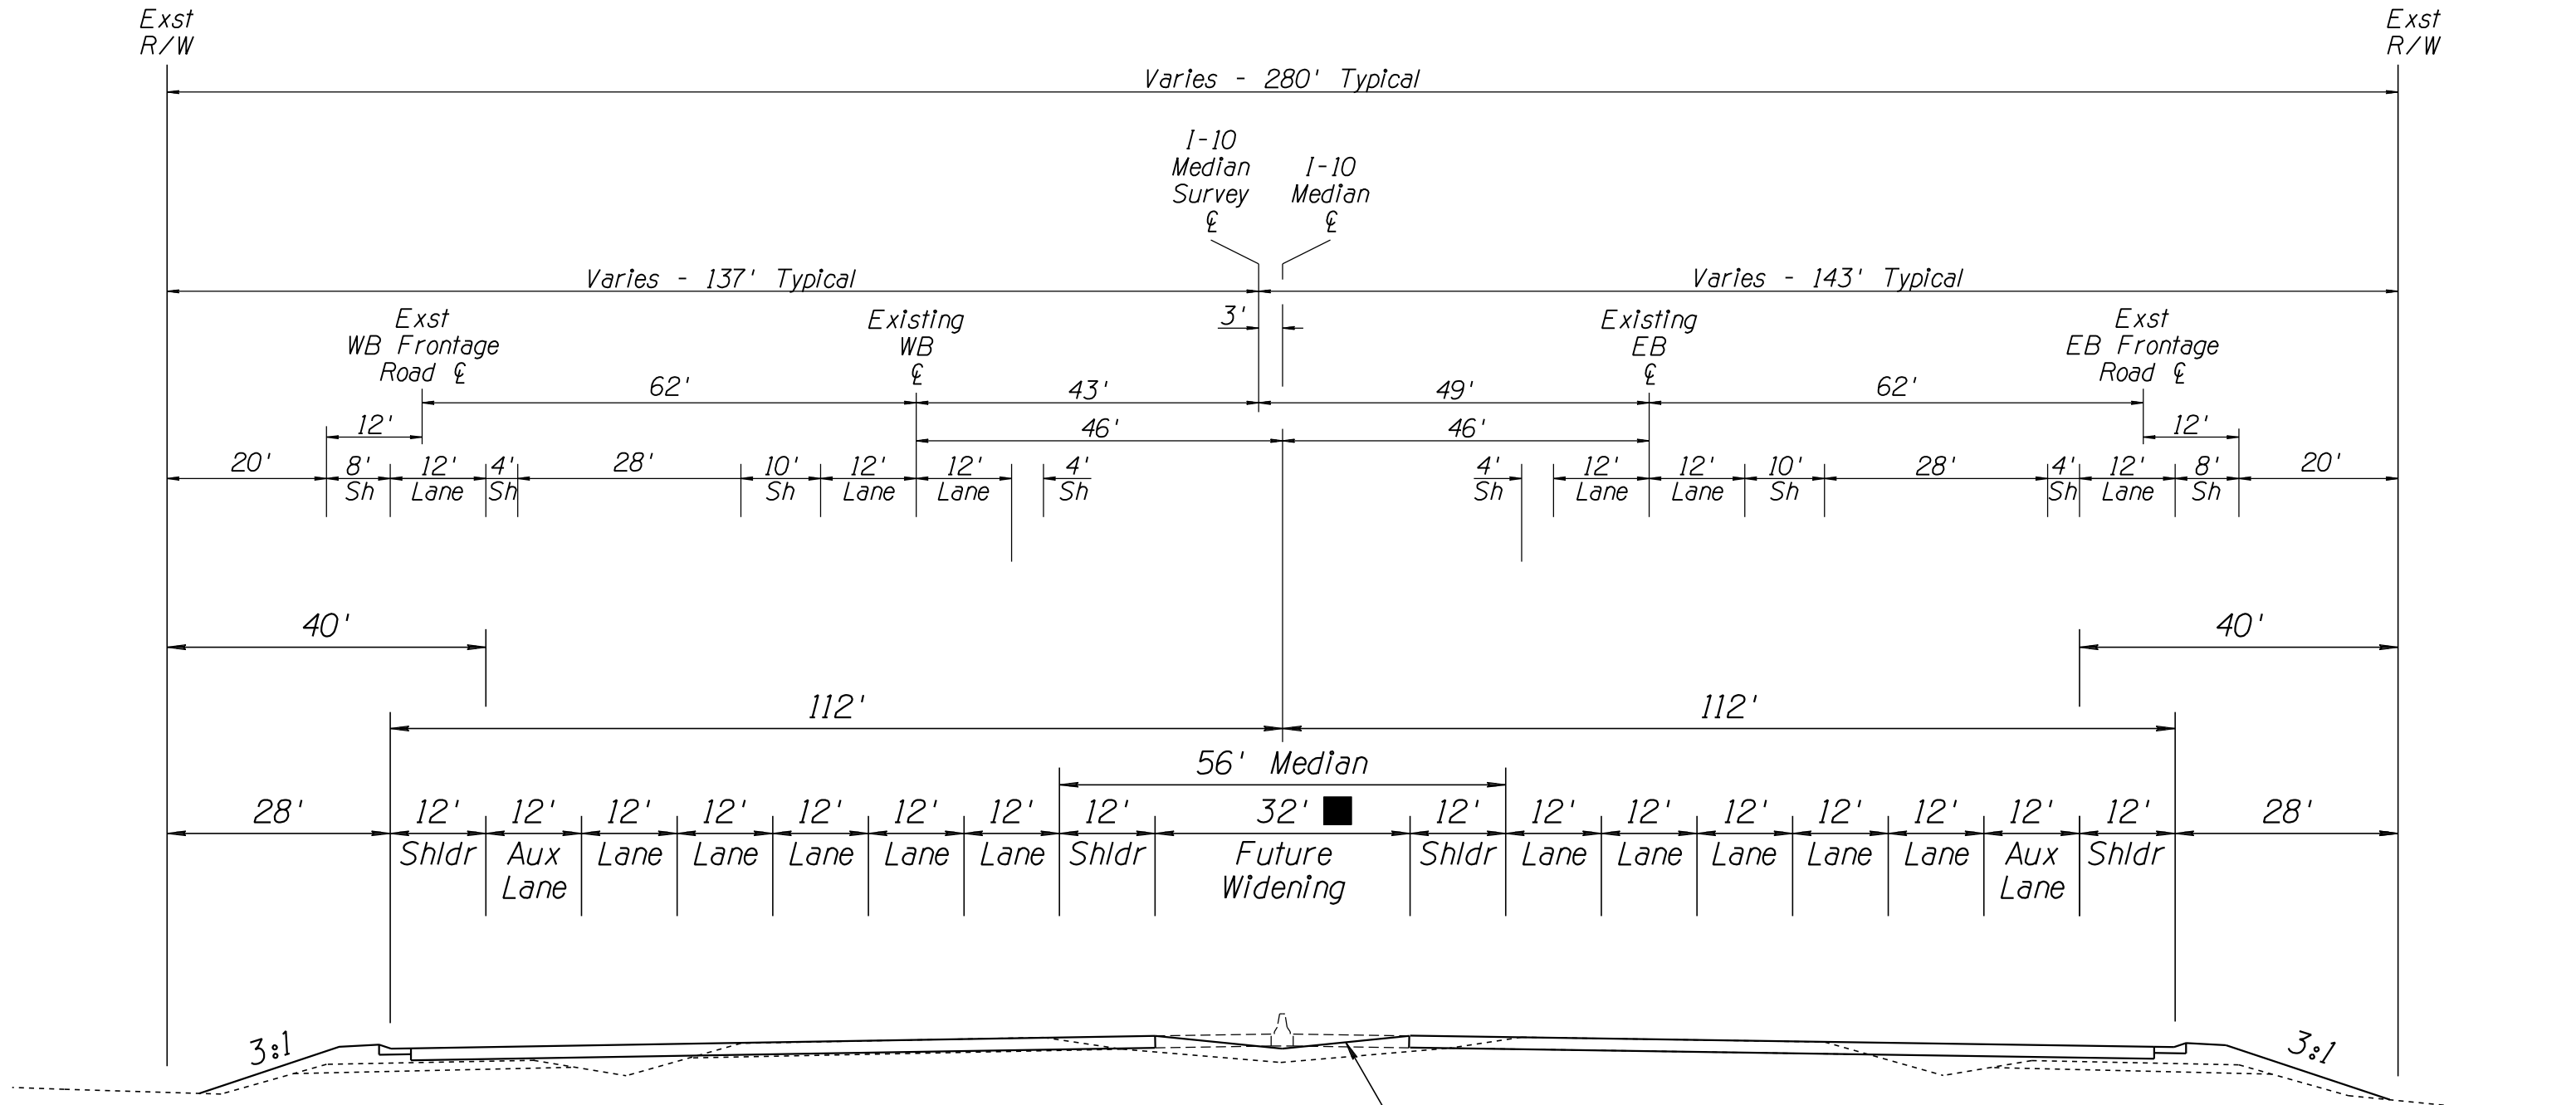 Exst Exst
R/W R/W
Varies - 280' Typical
I-10
Median I-10
Survey Median
℄ ℄
Varies - 137' Typical Varies - 143' Typical
Exst Existing 3' Existing Exst
WB Frontage WB EB EB Frontage
Road ℄ ℄ ℄ Road ℄
62' 43' 49' 62'
12' 46' 46' 12'
20' 8' 12' 4' 28' 10' 12' 12' 4' 4' 12' 12' 10' 28' 4' 12' 8' 20'
Sh Lane Sh Sh Lane Lane Sh Sh Lane Lane Sh Sh Lane Sh
40' 40'
112' 112'
56' Median
28' 12' 12' 12' 12' 12' 12' 12' 12' 32' ■ 12' 12' 12' 12' 12' 12' 12' 12' 28'
Shldr Aux Lane Lane Lane Lane Lane Shldr Future Shldr Lane Lane Lane Lane Lane Aux Shldr
Lane Widening Lane
3:1 3:1